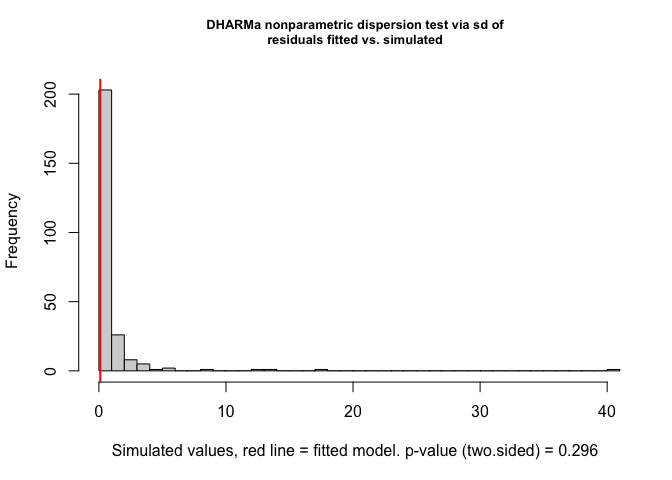 DHARMa nonparametric dispersion test via sd of
residuals fitted vs. simulated
Frequency
200
150
100
50
0
0 10 20 30 40
Simulated values, red line = fitted model. p-value (two.sided) = 0.296